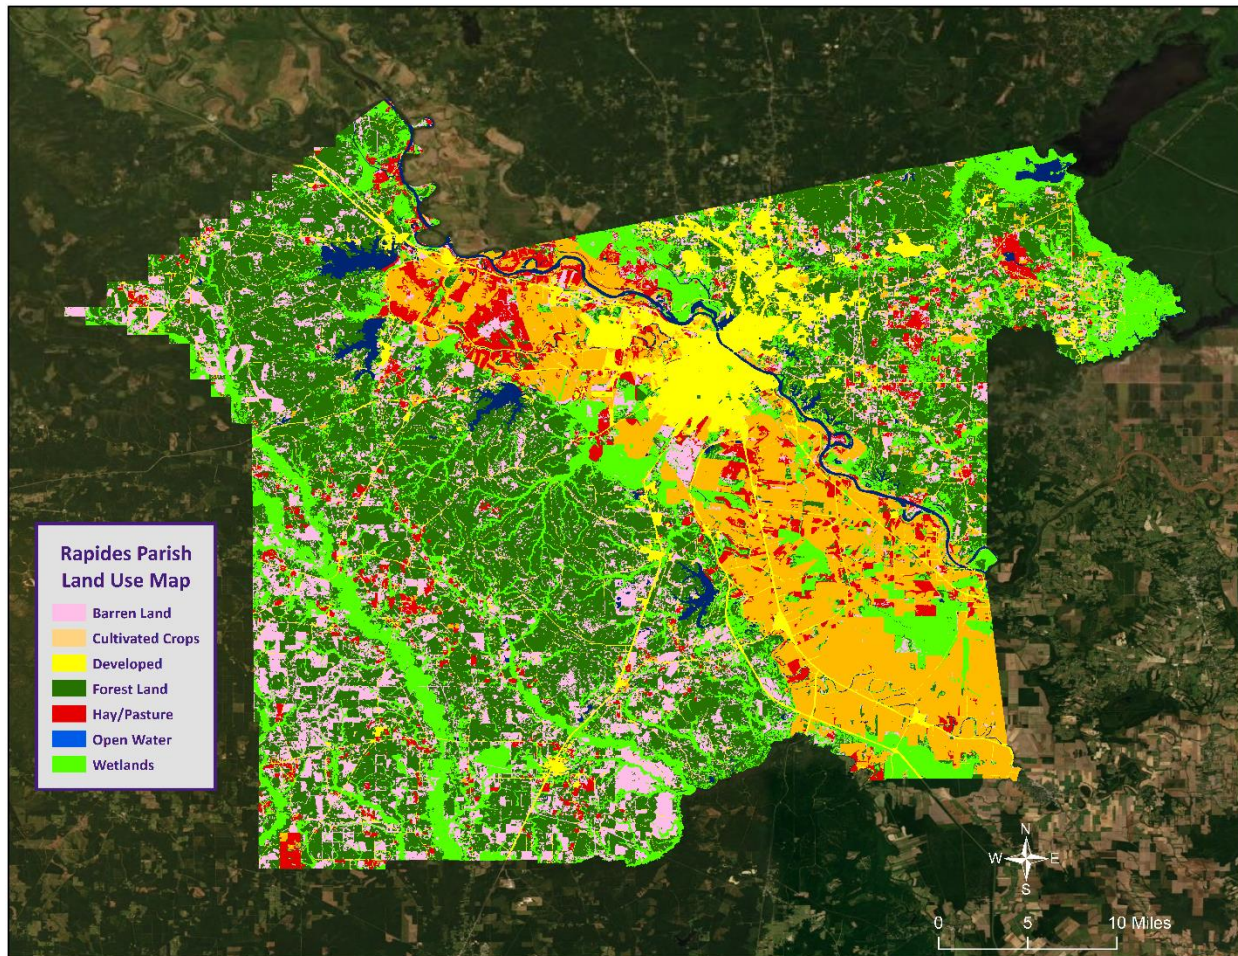 Rapides Parish
Land Use Map
Barren Land
Cultivated Crops
Developed
Forest Land
Hay/Pasture
Open Water
Wetlands
N
W E
S
0 5 10 Miles